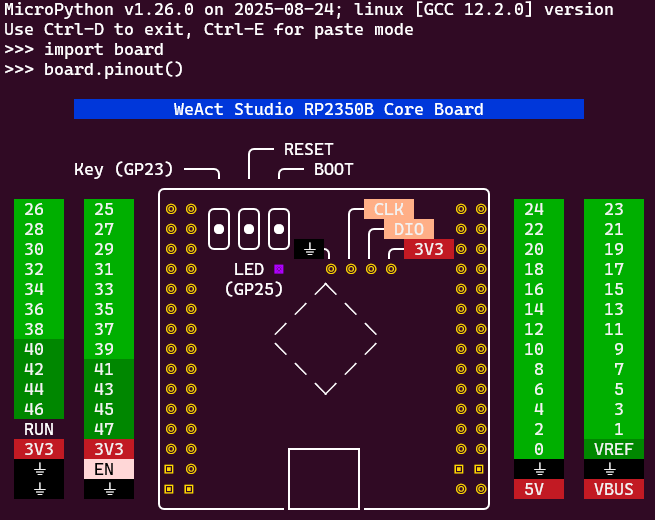 MicroPython v1.26.0 on 2025-08-24; linux [GCC 12.2.0] version
Use Ctrl-D to exit, Ctrl-E for paste mode
>>> import board
>>> board.pinout()
WeAct Studio RP2350B Core Board
RESET
Key (GP23) BOOT
26 25 CLK 24 23
28 27 DIO 22 21
30 29 3V3 20 19
32 31 LED 18 17
34 33 (GP25) 16 15
36 35 14 13
38 37 12 11
40 39 10 9
42 41 8 7
44 43 6 5
46 45 4 3
RUN 47 2 1
3V3 3V3 0 VREF
EN
5V VBUS